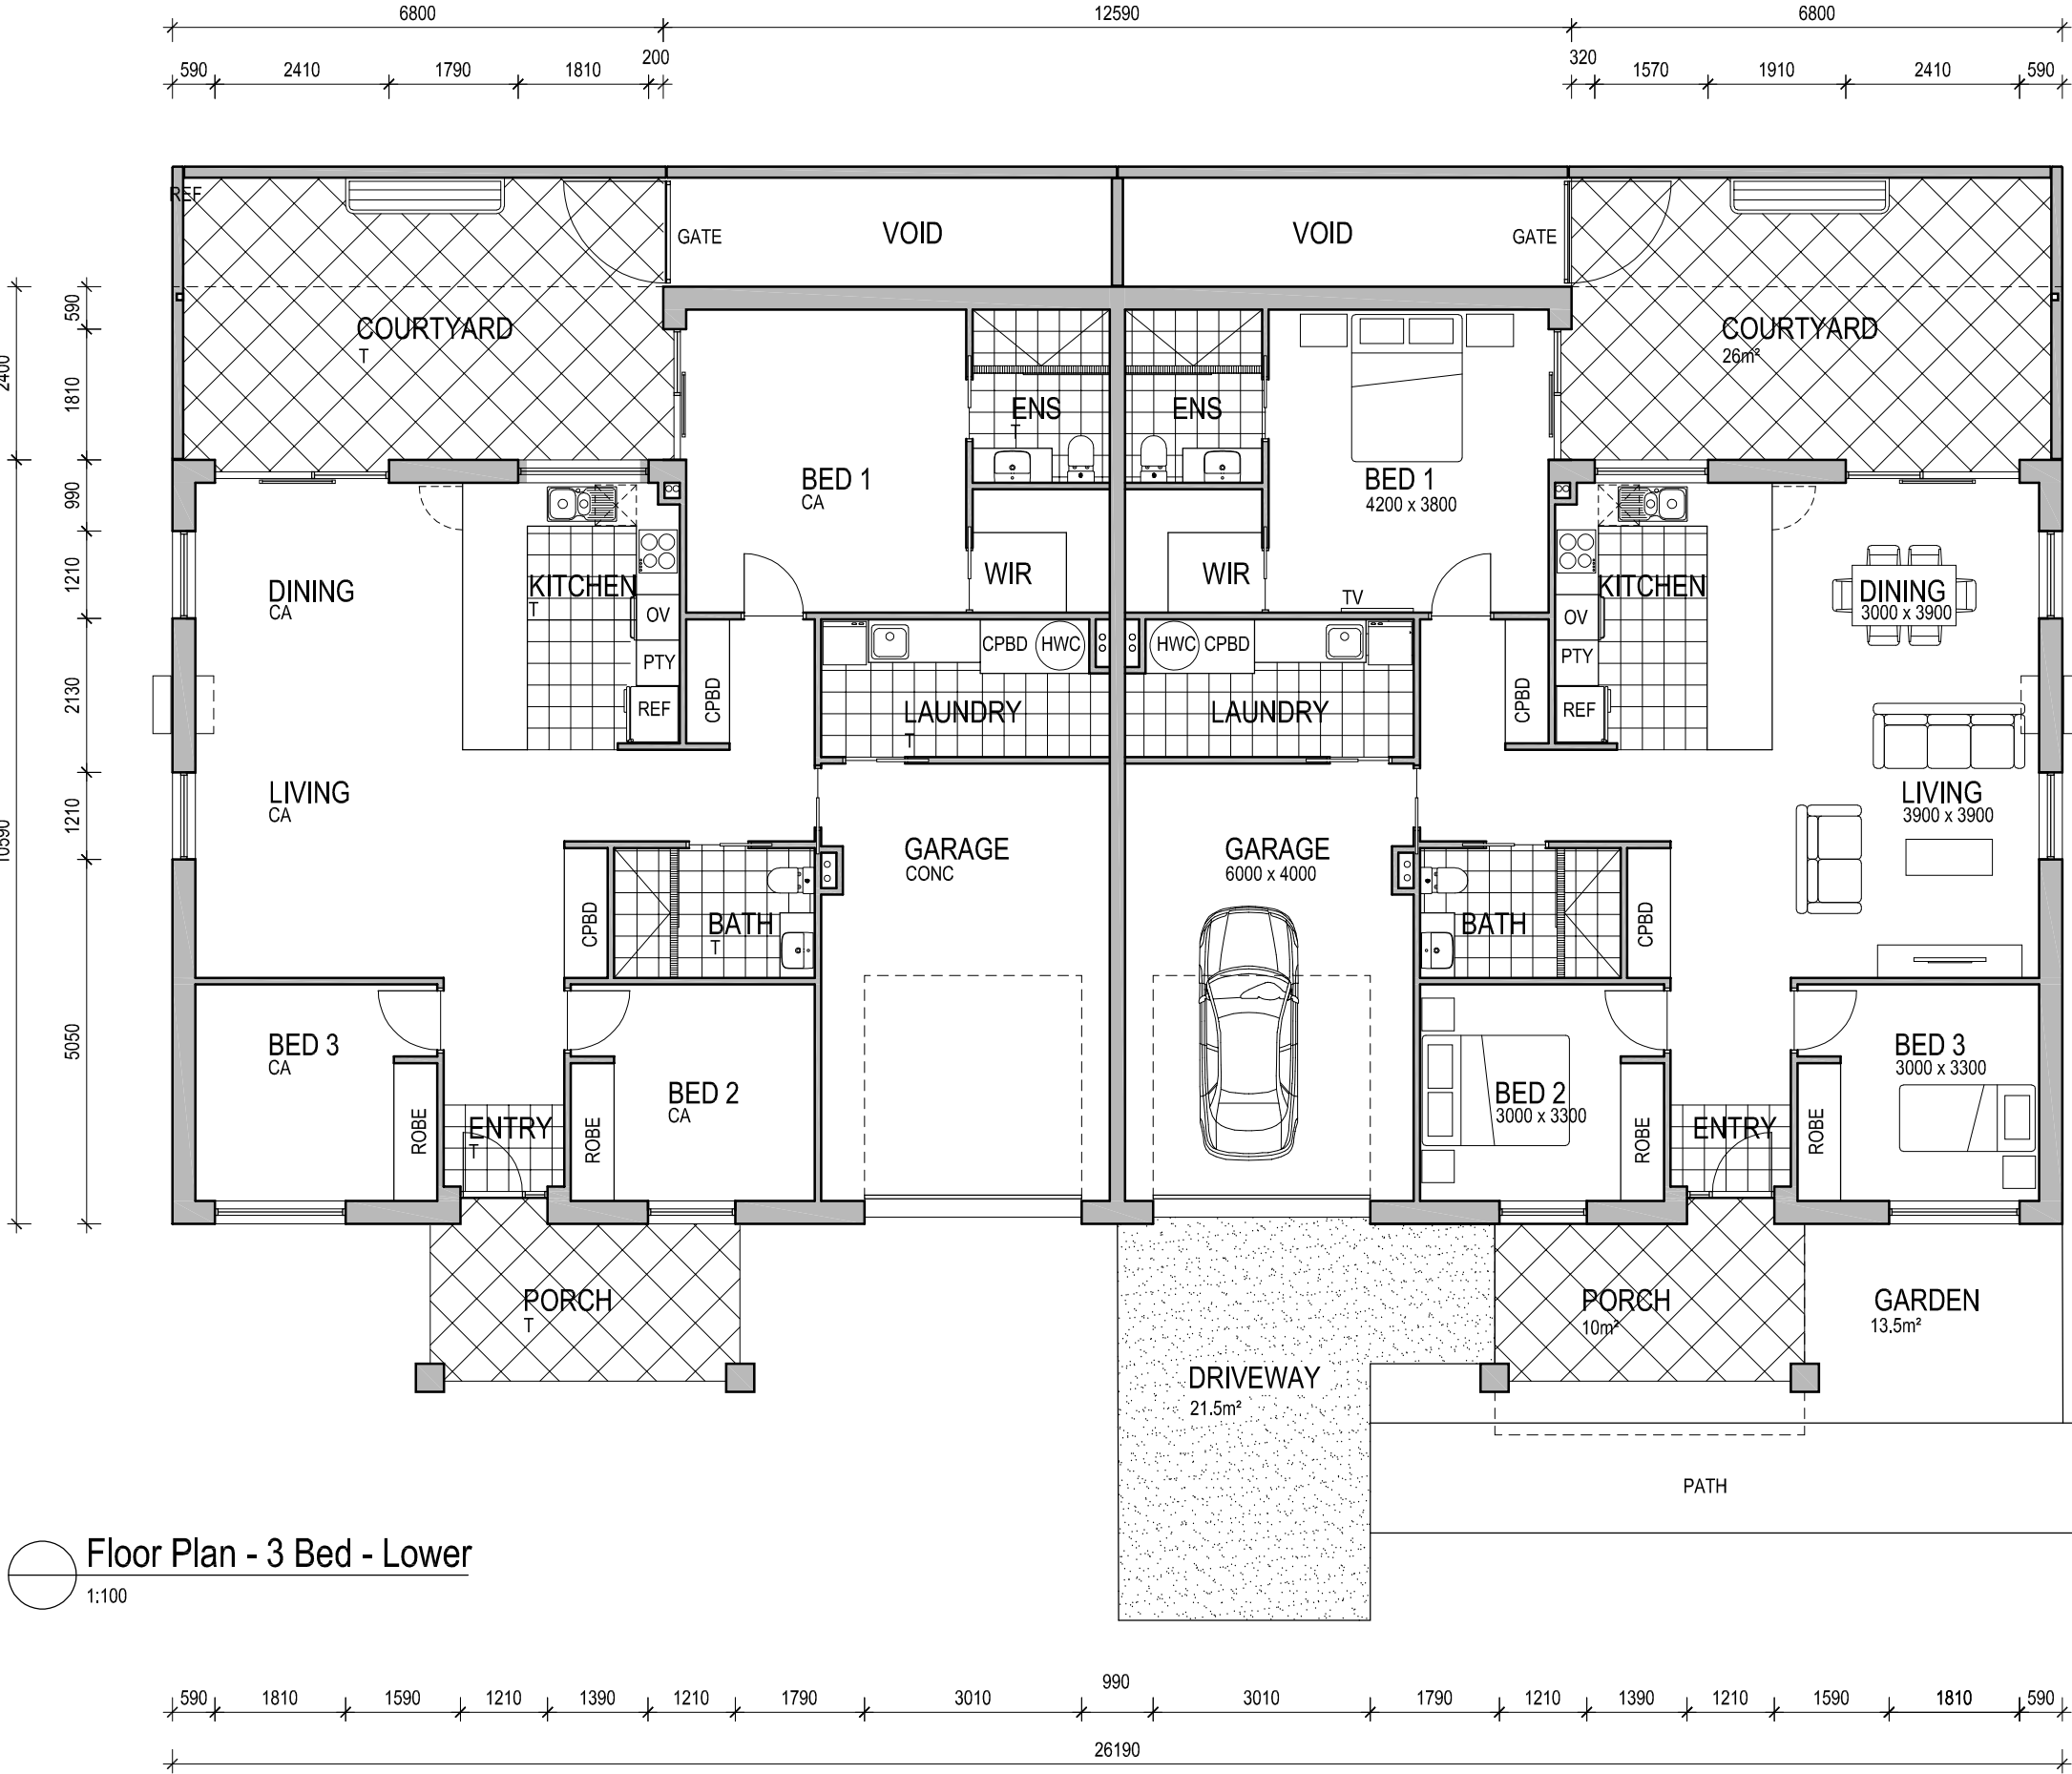 6800 12590 6800
590 2410 1790 1810 200 320 1570 1910 2410 590
REF
GATE VOID VOID GATE
COURTYARD COURTYARD
T 26m²
ENS ENS
T
BED 1 BED 1
CA 4200 x 3800
WIR WIR
TV
DINING KITCHEN KITCHEN DINING
CA T 3000 x 3900
OV CPBD HWC HWC CPBD OV
PTY PTY
REF CPBD CPBD REF
LAUNDRY LAUNDRY
T
LIVING LIVING
CA 3900 x 3900
GARAGE GARAGE
CONC 6000 x 4000
CPBD BATH BATH CPBD
T
BED 3 BED 3
CA 3000 x 3300
BED 2 BED 2
CA 3000 x 3300
ROBE ENTRY ROBE ROBE ENTRY ROBE
T
PORCH PORCH GARDEN
T 10m² 13.5m²
DRIVEWAY
21.5m²
PATH
2400
10590
590
1810
990
1210
2130
1210
5050
Floor Plan - 3 Bed - Lower
1:100
590 1810 1590 1210 1390 1210 1790 3010 990 3010 1790 1210 1390 1210 1590 1810 590
26190